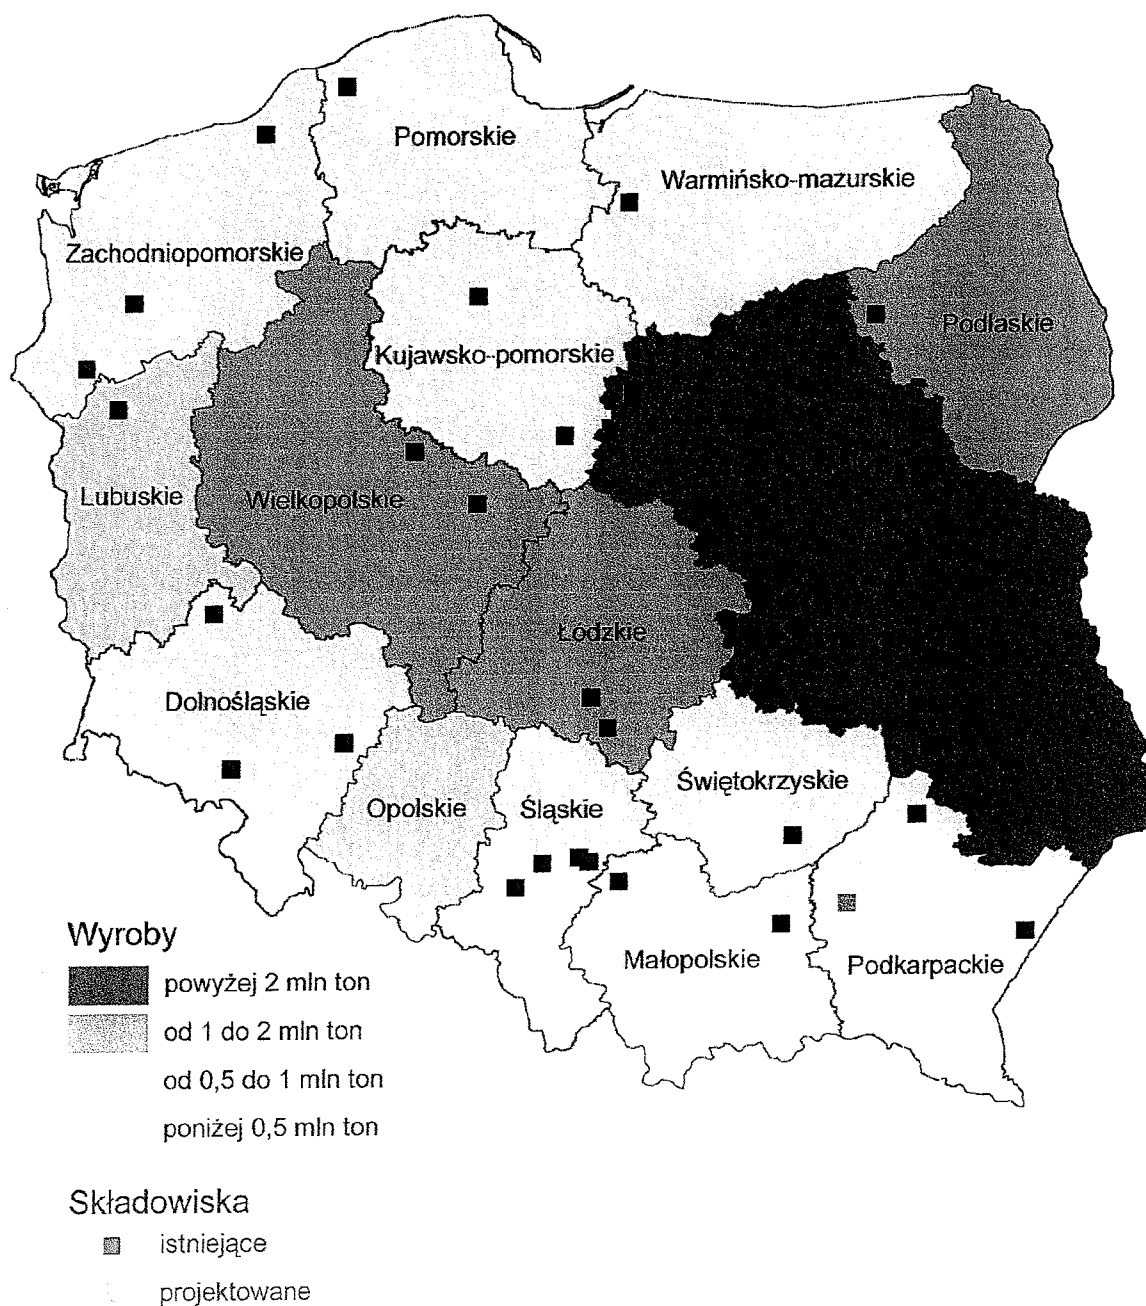 Pomorskie
Warmińsko-mazurskie
Zachodniopomorskie
Podlaskie
Kujawsko-pomorskie
Lubuskie
Wielkopolskie
Łódzkie
Dolnośląskie
Świętokrzyskie
Opolskie
Śląskie
Małopolskie
Podkarpackie
Wyroby
powyżej 2 mln ton
od 1 do 2 mln ton
od 0,5 do 1 mln ton
poniżej 0,5 mln ton
Składowiska
istniejące
projektowane